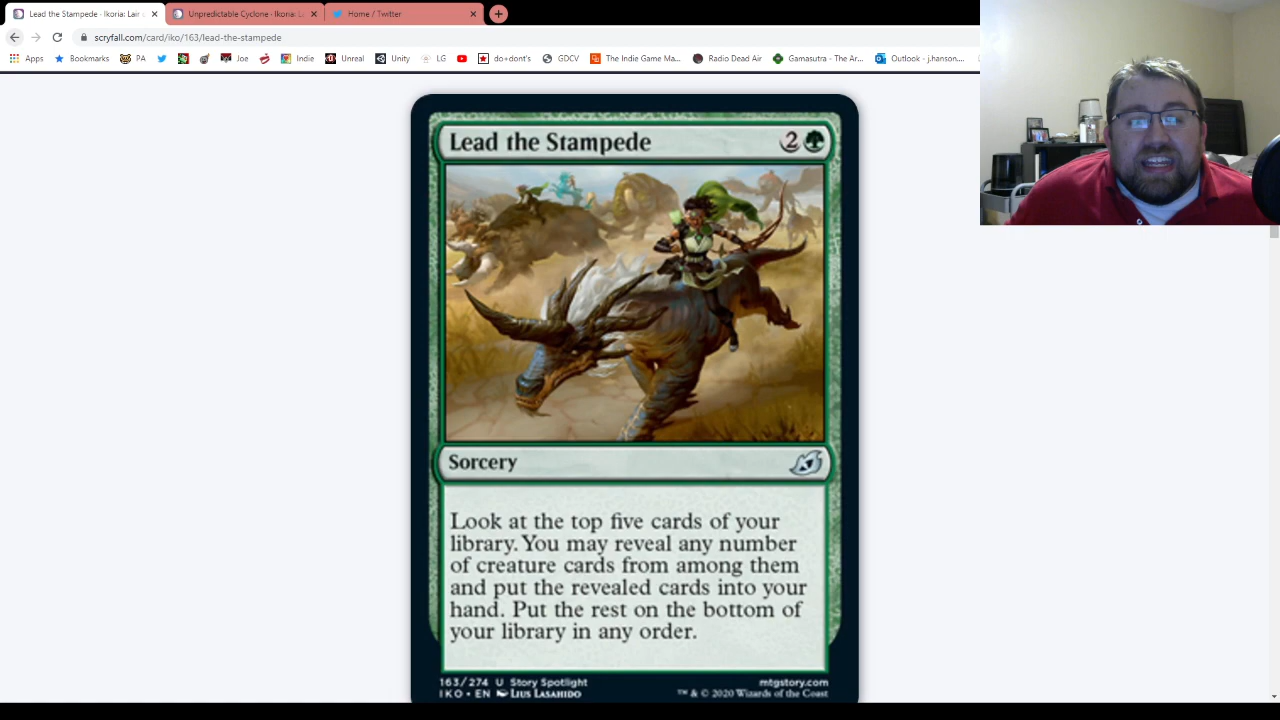 Lead the Stampede · Ikoria: Lair
Unpredictable Cyclone · Ikoria: L
Home / Twitter
scryfall.com/card/iko/163/lead-the-stampede
Apps Bookmarks PA Joe Indie Unreal Unity LG do+dont's GDCV The Indie Game Ma... Radio Dead Air Gamasutra - The Ar... Outlook - j.hanson....
Lead the Stampede 2
Sorcery
Look at the top five cards of your
library. You may reveal any number
of creature cards from among them
and put the revealed cards into your
hand. Put the rest on the bottom of
your library in any order.
163/274 U Story Spotlight mtgstory.com
IKO • EN Lius Lasahido ™ & © 2020 Wizards of the Coast